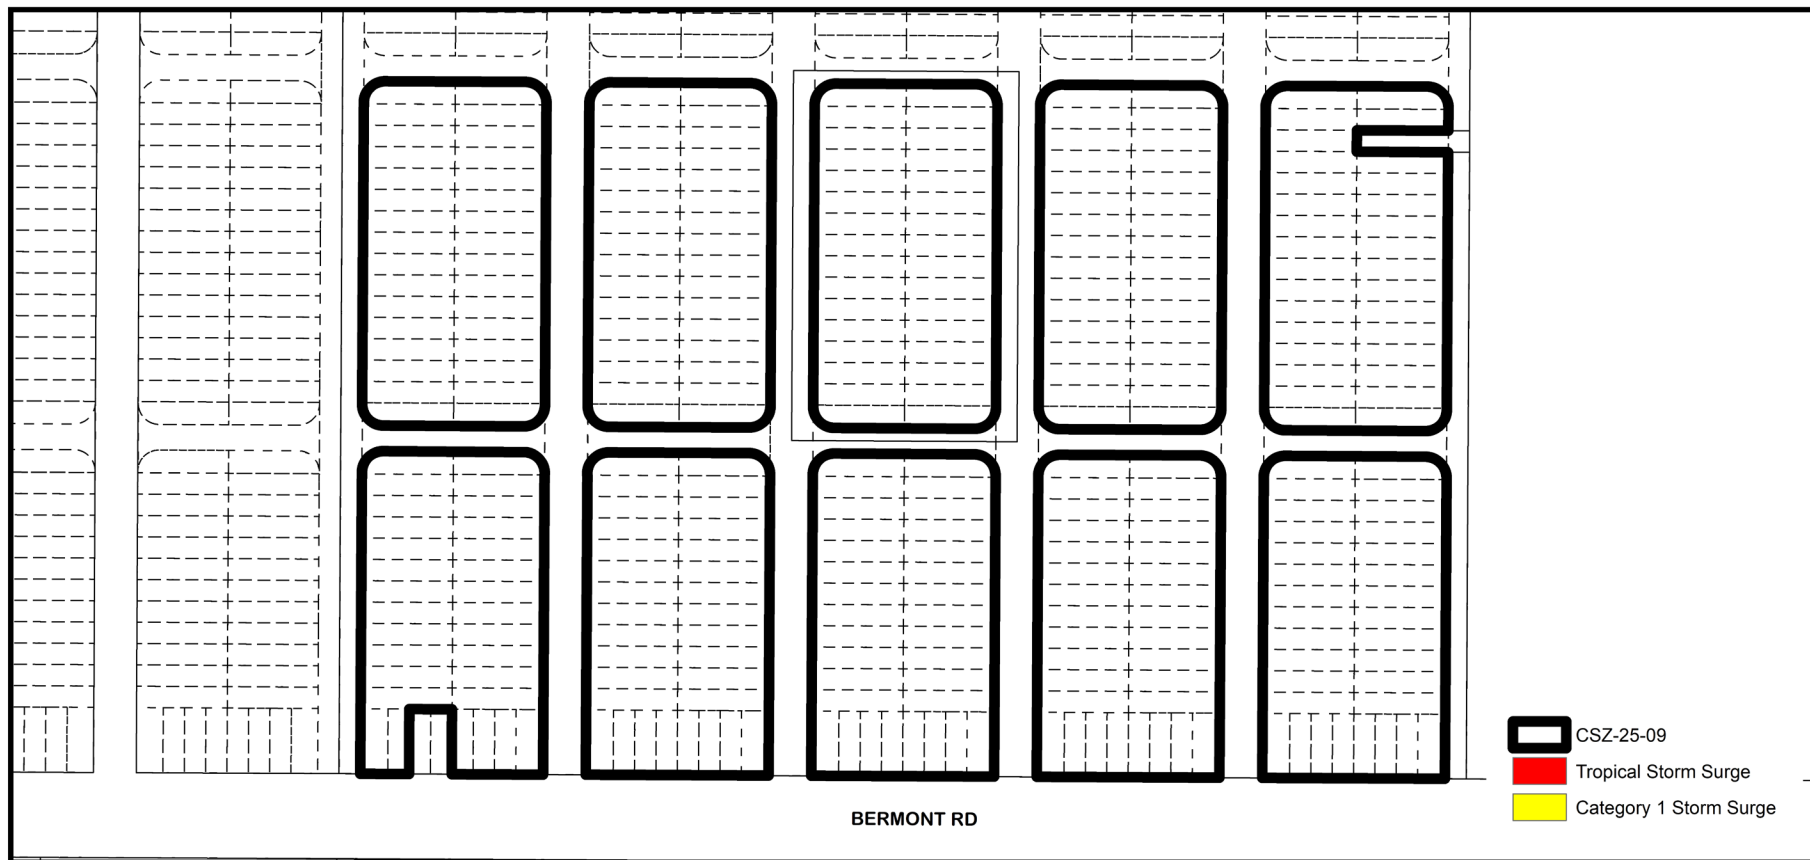 CSZ-25-09
Tropical Storm Surge
Category 1 Storm Surge
BERMONT RD